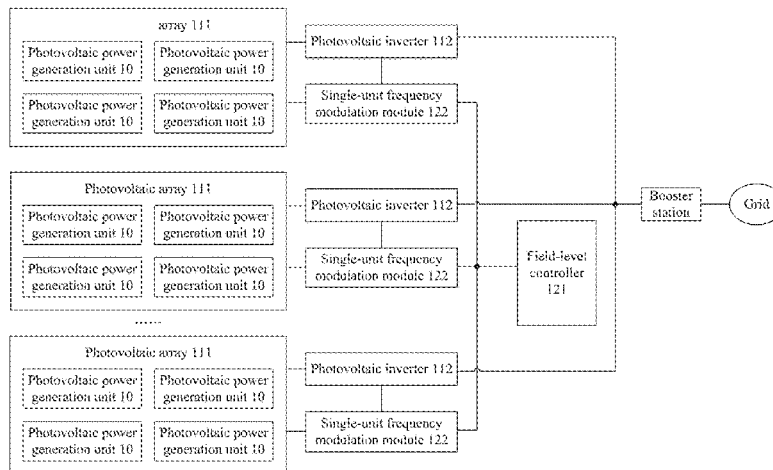 array 111
Photovoltaic power
generation unit 10
Photovoltaic power
generation unit 10
Photovoltaic power
generation unit 10
Photovoltaic power
generation unit 10
Photovoltaic inverter 112
Single-unit frequency
modulation module 122
Photovoltaic array 111
Photovoltaic power
generation unit 10
Photovoltaic power
generation unit 10
Photovoltaic power
generation unit 10
Photovoltaic power
generation unit 10
Photovoltaic inverter 112
Single-unit frequency
modulation module 122
Field-level
controller
121
Booster
station
Grid
......
Photovoltaic array 111
Photovoltaic power
generation unit 10
Photovoltaic power
generation unit 10
Photovoltaic power
generation unit 10
Photovoltaic power
generation unit 10
Photovoltaic inverter 112
Single-unit frequency
modulation module 122